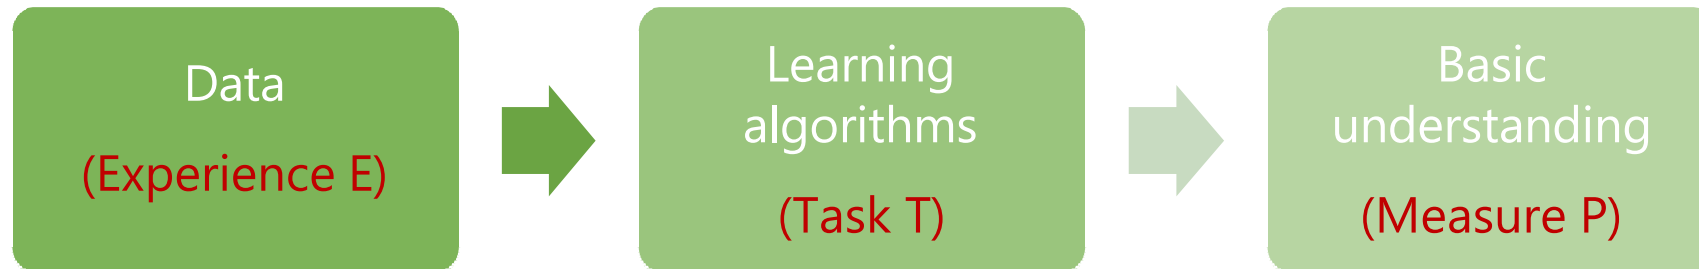 Data
(Experience E)
Learning
algorithms
(Task T)
Basic
understanding
(Measure P)